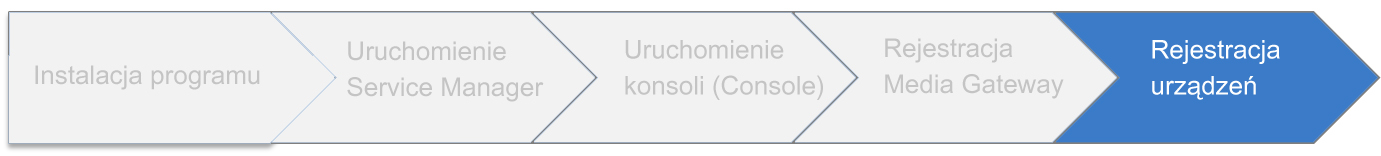 Instalacja programu
Uruchomienie
Service Manager
Uruchomienie
konsoli (Console)
Rejestracja
Media Gateway
Rejestracja
urządzeń